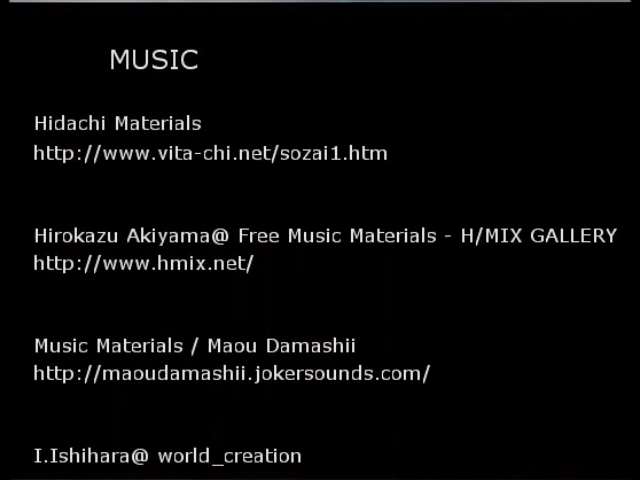 MUSIC
Hidachi Materials
http://www.vita-chi.net/sozai1.htm
Hirokazu Akiyama@ Free Music Materials - H/MIX GALLERY
http://www.hmix.net/
Music Materials / Maou Damashii
http://maoudamashii.jokersounds.com/
I.Ishihara@ world_creation